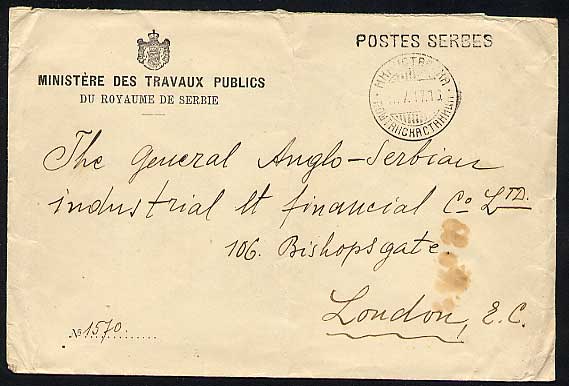 POSTES SERBES
MINISTÈRE DES TRAVAUX PUBLICS
DU ROYAUME DE SERBIE
The General Anglo-Serbian
industrial et financial Cº LTD.
106. Bishopsgate
London, E.C.
Nº 1570.